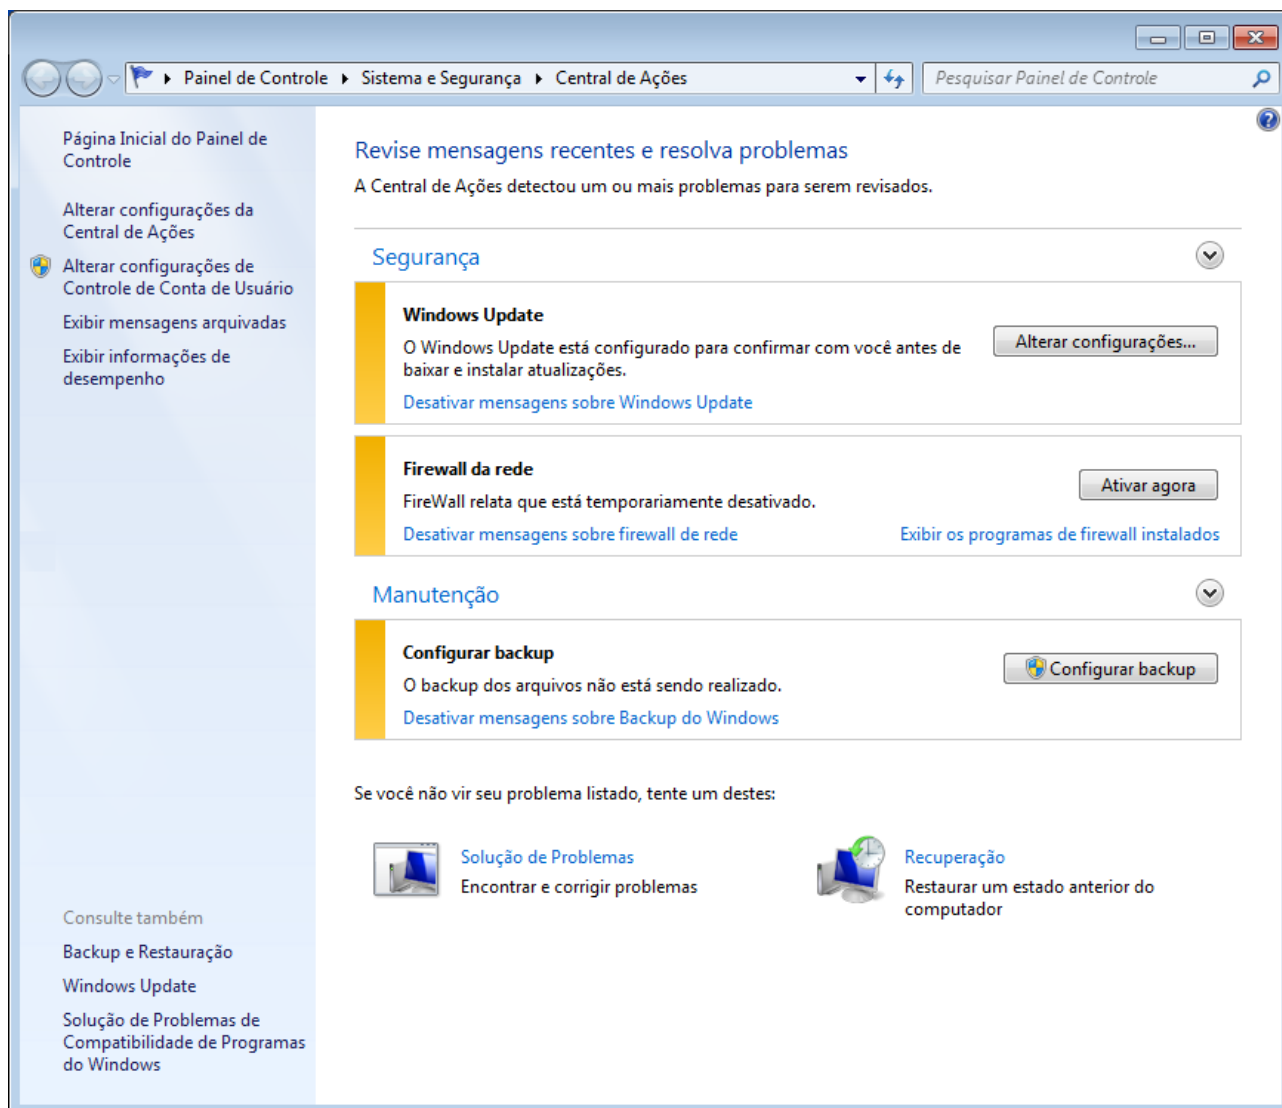 Painel de Controle Sistema e Segurança Central de Ações
Pesquisar Painel de Controle
Página Inicial do Painel de
Controle
Alterar configurações da
Central de Ações
Alterar configurações de
Controle de Conta de Usuário
Exibir mensagens arquivadas
Exibir informações de
desempenho
Consulte também
Backup e Restauração
Windows Update
Solução de Problemas de
Compatibilidade de Programas
do Windows
Revise mensagens recentes e resolva problemas
A Central de Ações detectou um ou mais problemas para serem revisados.
Segurança
Windows Update
O Windows Update está configurado para confirmar com você antes de
baixar e instalar atualizações.
Alterar configurações...
Desativar mensagens sobre Windows Update
Firewall da rede
FireWall relata que está temporariamente desativado.
Ativar agora
Desativar mensagens sobre firewall de rede
Exibir os programas de firewall instalados
Manutenção
Configurar backup
O backup dos arquivos não está sendo realizado.
Configurar backup
Desativar mensagens sobre Backup do Windows
Se você não vir seu problema listado, tente um destes:
Solução de Problemas
Encontrar e corrigir problemas
Recuperação
Restaurar um estado anterior do
computador